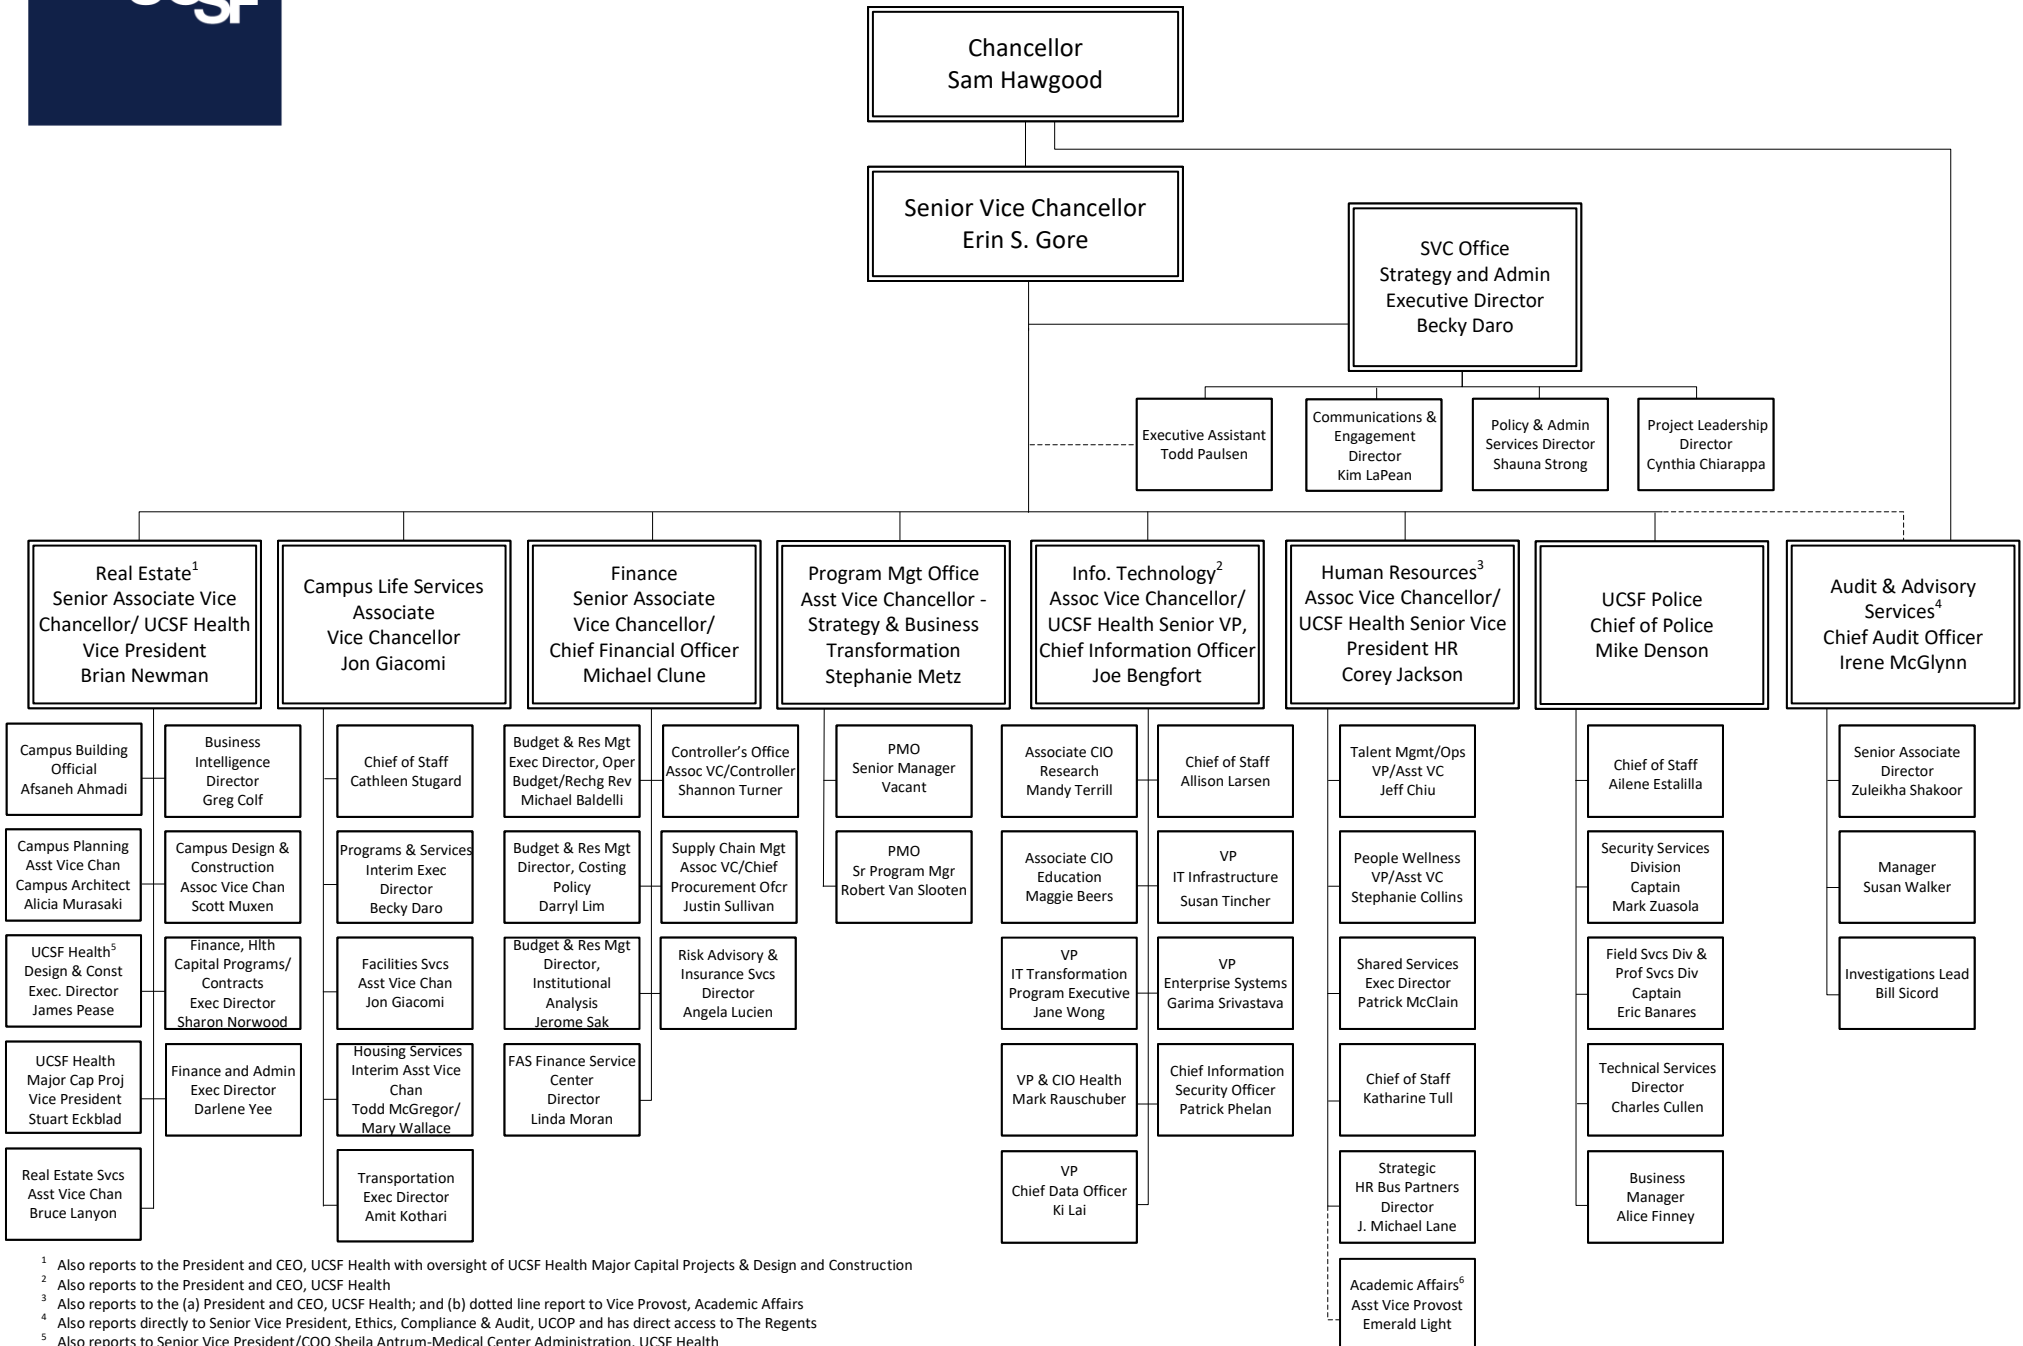 UCSF
Chancellor
Sam Hawgood
Senior Vice Chancellor
Erin S. Gore
SVC Office
Strategy and Admin
Executive Director
Becky Daro
Executive Assistant
Todd Paulsen
Communications &
Engagement
Director
Kim LaPean
Policy & Admin
Services Director
Shauna Strong
Project Leadership
Director
Cynthia Chiarappa
Real Estate¹
Senior Associate Vice
Chancellor/ UCSF Health
Vice President
Brian Newman
Campus Life Services
Associate
Vice Chancellor
Jon Giacomi
Finance
Senior Associate
Vice Chancellor/
Chief Financial Officer
Michael Clune
Program Mgt Office
Asst Vice Chancellor -
Strategy & Business
Transformation
Stephanie Metz
Info. Technology²
Assoc Vice Chancellor/
UCSF Health Senior VP,
Chief Information Officer
Joe Bengfort
Human Resources³
Assoc Vice Chancellor/
UCSF Health Senior Vice
President HR
Corey Jackson
UCSF Police
Chief of Police
Mike Denson
Audit & Advisory
Services⁴
Chief Audit Officer
Irene McGlynn
Campus Building
Official
Afsaneh Ahmadi
Business
Intelligence
Director
Greg Colf
Campus Planning
Asst Vice Chan
Campus Architect
Alicia Murasaki
Campus Design &
Construction
Assoc Vice Chan
Scott Muxen
UCSF Health⁵
Design & Const
Exec. Director
James Pease
Finance, Hlth
Capital Programs/
Contracts
Exec Director
Sharon Norwood
UCSF Health
Major Cap Proj
Vice President
Stuart Eckblad
Finance and Admin
Exec Director
Darlene Yee
Real Estate Svcs
Asst Vice Chan
Bruce Lanyon
Chief of Staff
Cathleen Stugard
Programs & Services
Interim Exec
Director
Becky Daro
Facilities Svcs
Asst Vice Chan
Jon Giacomi
Housing Services
Interim Asst Vice
Chan
Todd McGregor/
Mary Wallace
Transportation
Exec Director
Amit Kothari
Budget & Res Mgt
Exec Director, Oper
Budget/Rechg Rev
Michael Baldelli
Controller's Office
Assoc VC/Controller
Shannon Turner
Budget & Res Mgt
Director, Costing
Policy
Darryl Lim
Supply Chain Mgt
Assoc VC/Chief
Procurement Ofcr
Justin Sullivan
Budget & Res Mgt
Director,
Institutional
Analysis
Jerome Sak
Risk Advisory &
Insurance Svcs
Director
Angela Lucien
FAS Finance Service
Center
Director
Linda Moran
PMO
Senior Manager
Vacant
PMO
Sr Program Mgr
Robert Van Slooten
Associate CIO
Research
Mandy Terrill
Chief of Staff
Allison Larsen
Associate CIO
Education
Maggie Beers
VP
IT Infrastructure
Susan Tincher
VP
IT Transformation
Program Executive
Jane Wong
VP
Enterprise Systems
Garima Srivastava
VP & CIO Health
Mark Rauschuber
Chief Information
Security Officer
Patrick Phelan
VP
Chief Data Officer
Ki Lai
Talent Mgmt/Ops
VP/Asst VC
Jeff Chiu
People Wellness
VP/Asst VC
Stephanie Collins
Shared Services
Exec Director
Patrick McClain
Chief of Staff
Katharine Tull
Strategic
HR Bus Partners
Director
J. Michael Lane
Academic Affairs⁶
Asst Vice Provost
Emerald Light
Chief of Staff
Ailene Estalilla
Security Services
Division
Captain
Mark Zuasola
Field Svcs Div &
Prof Svcs Div
Captain
Eric Banares
Technical Services
Director
Charles Cullen
Business
Manager
Alice Finney
Senior Associate
Director
Zuleikha Shakoor
Manager
Susan Walker
Investigations Lead
Bill Sicord
¹ Also reports to the President and CEO, UCSF Health with oversight of UCSF Health Major Capital Projects & Design and Construction
² Also reports to the President and CEO, UCSF Health
³ Also reports to the (a) President and CEO, UCSF Health; and (b) dotted line report to Vice Provost, Academic Affairs
⁴ Also reports directly to Senior Vice President, Ethics, Compliance & Audit, UCOP and has direct access to The Regents
⁵ Also reports to Senior Vice President/COO Sheila Antrum-Medical Center Administration, UCSF Health